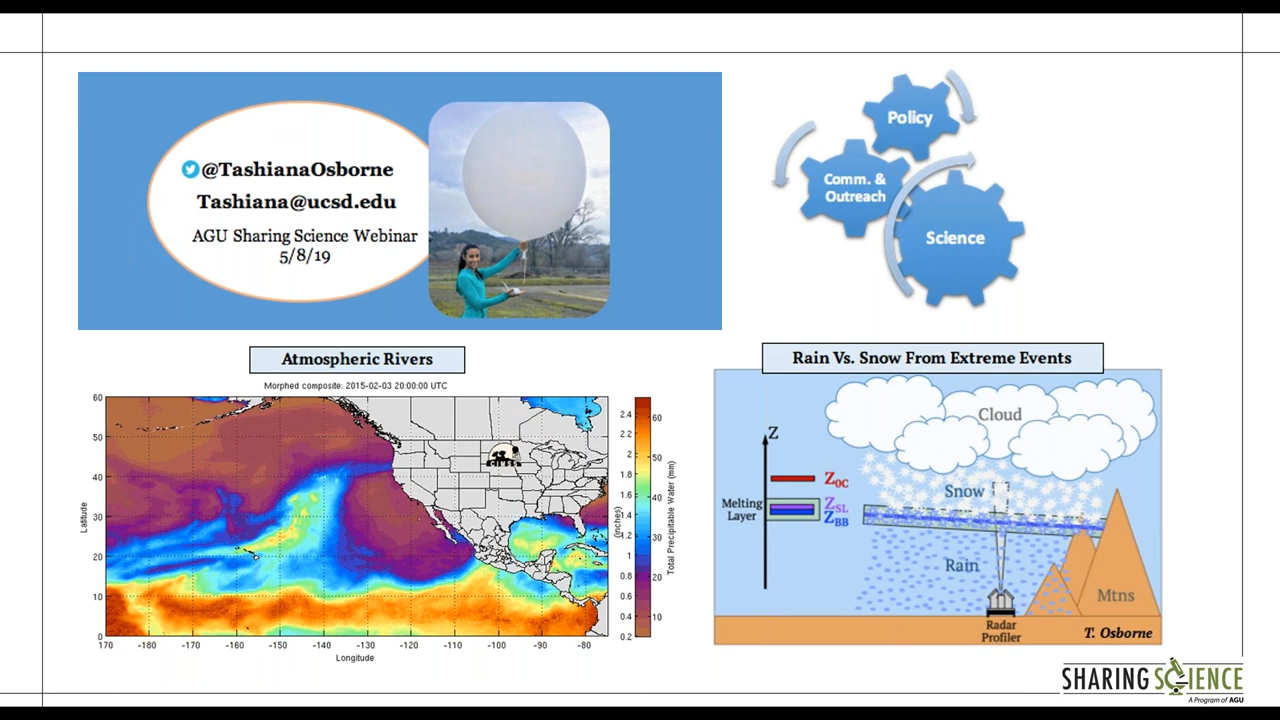 @TashianaOsborne
Tashiana@ucsd.edu
AGU Sharing Science Webinar
5/8/19
Policy
Comm. &
Outreach
Science
Atmospheric Rivers
Morphed composite: 2015-02-03 20:00:00 UTC
60
50
40
30
20
10
0
Latitude
170
-180
-170
-160
-150
-140
-130
-120
-110
-100
-90
-80
Longitude
CIMSS
2.4
2.2
2
1.8
1.6
1.4
1.2
1
0.8
0.6
0.4
0.2
(inches)
60
50
40
30
20
10
Total Precipitable Water (mm)
Rain Vs. Snow From Extreme Events
Cloud
Z
Z0C
Snow
Melting
Layer
ZSL
ZBB
Rain
Mtns
Radar
Profiler
T. Osborne
SHARING SCIENCE
A Program of AGU